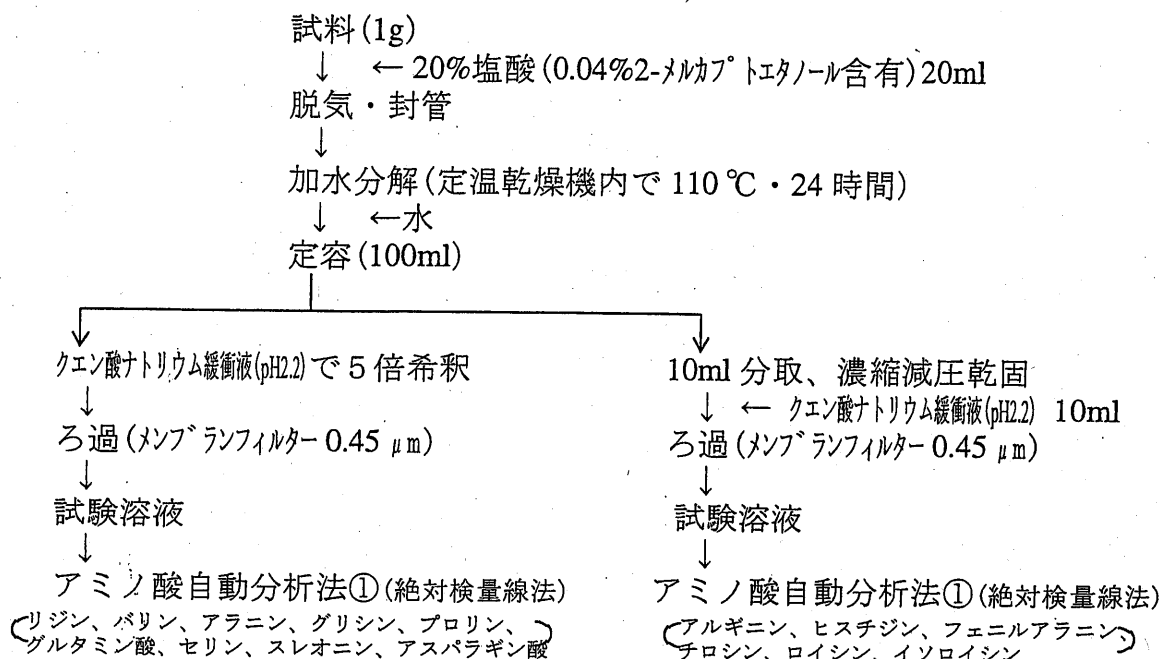 試料(1g)
↓ ←20%塩酸(0.04%2-メルカプトエタノール含有)20ml
脱気・封管
↓
加水分解(定温乾燥機内で110℃・24時間)
↓ ←水
定容(100ml)
クエン酸ナトリウム緩衝液(pH2.2)で5倍希釈
↓
ろ過(メンブランフィルター0.45 μm)
↓
試験溶液
↓
アミノ酸自動分析法①(絶対検量線法)
リジン、バリン、アラニン、グリシン、プロリン、
グルタミン酸、セリン、スレオニン、アスパラギン酸
10ml 分取、濃縮減圧乾固
↓ ← クエン酸ナトリウム緩衝液(pH2.2) 10ml
ろ過(メンブランフィルター0.45 μm)
↓
試験溶液
↓
アミノ酸自動分析法①(絶対検量線法)
アルギニン、ヒスチジン、フェニルアラニン、
チロシン、ロイシン、イソロイシン